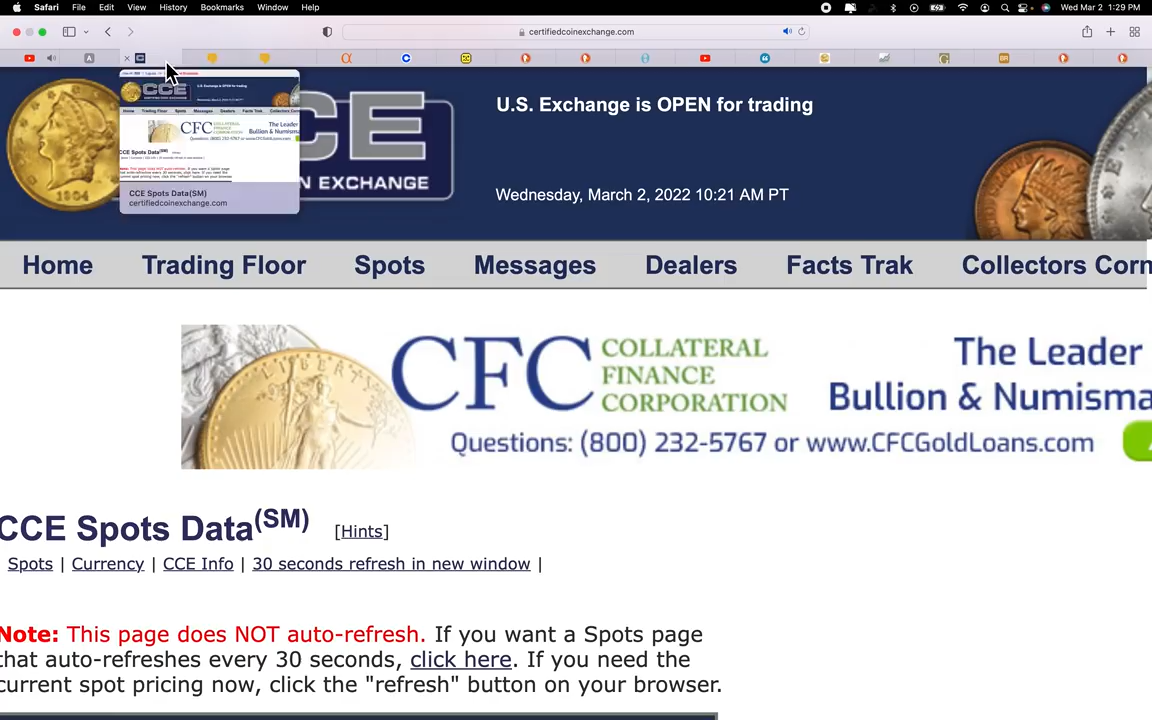 Safari File Edit View History Bookmarks Window Help Wed Mar 2 1:29 PM
certifiedcoinexchange.com
U.S. Exchange is OPEN for trading
CCE
N EXCHANGE
1904
CCE Spots Data(SM)
certifiedcoinexchange.com
Wednesday, March 2, 2022 10:21 AM PT
Home Trading Floor Spots Messages Dealers Facts Trak Collectors Corn
CFC COLLATERAL
FINANCE
CORPORATION
The Leader
Bullion & Numisma
Questions: (800) 232-5767 or www.CFCGoldLoans.com
CCE Spots Data(SM) [Hints]
Spots | Currency | CCE Info | 30 seconds refresh in new window |
Note: This page does NOT auto-refresh. If you want a Spots page
that auto-refreshes every 30 seconds, click here. If you need the
current spot pricing now, click the "refresh" button on your browser.